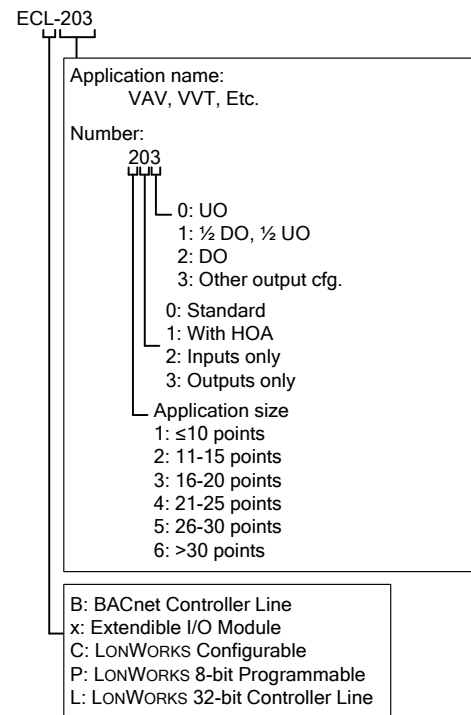 ECL-203
Application name:
VAV, VVT, Etc.
Number:
203
0: UO
1: ½ DO, ½ UO
2: DO
3: Other output cfg.
0: Standard
1: With HOA
2: Inputs only
3: Outputs only
Application size
1: ≤10 points
2: 11-15 points
3: 16-20 points
4: 21-25 points
5: 26-30 points
6: >30 points
B: BACnet Controller Line
x: Extendible I/O Module
C: LONWORKS Configurable
P: LONWORKS 8-bit Programmable
L: LONWORKS 32-bit Controller Line